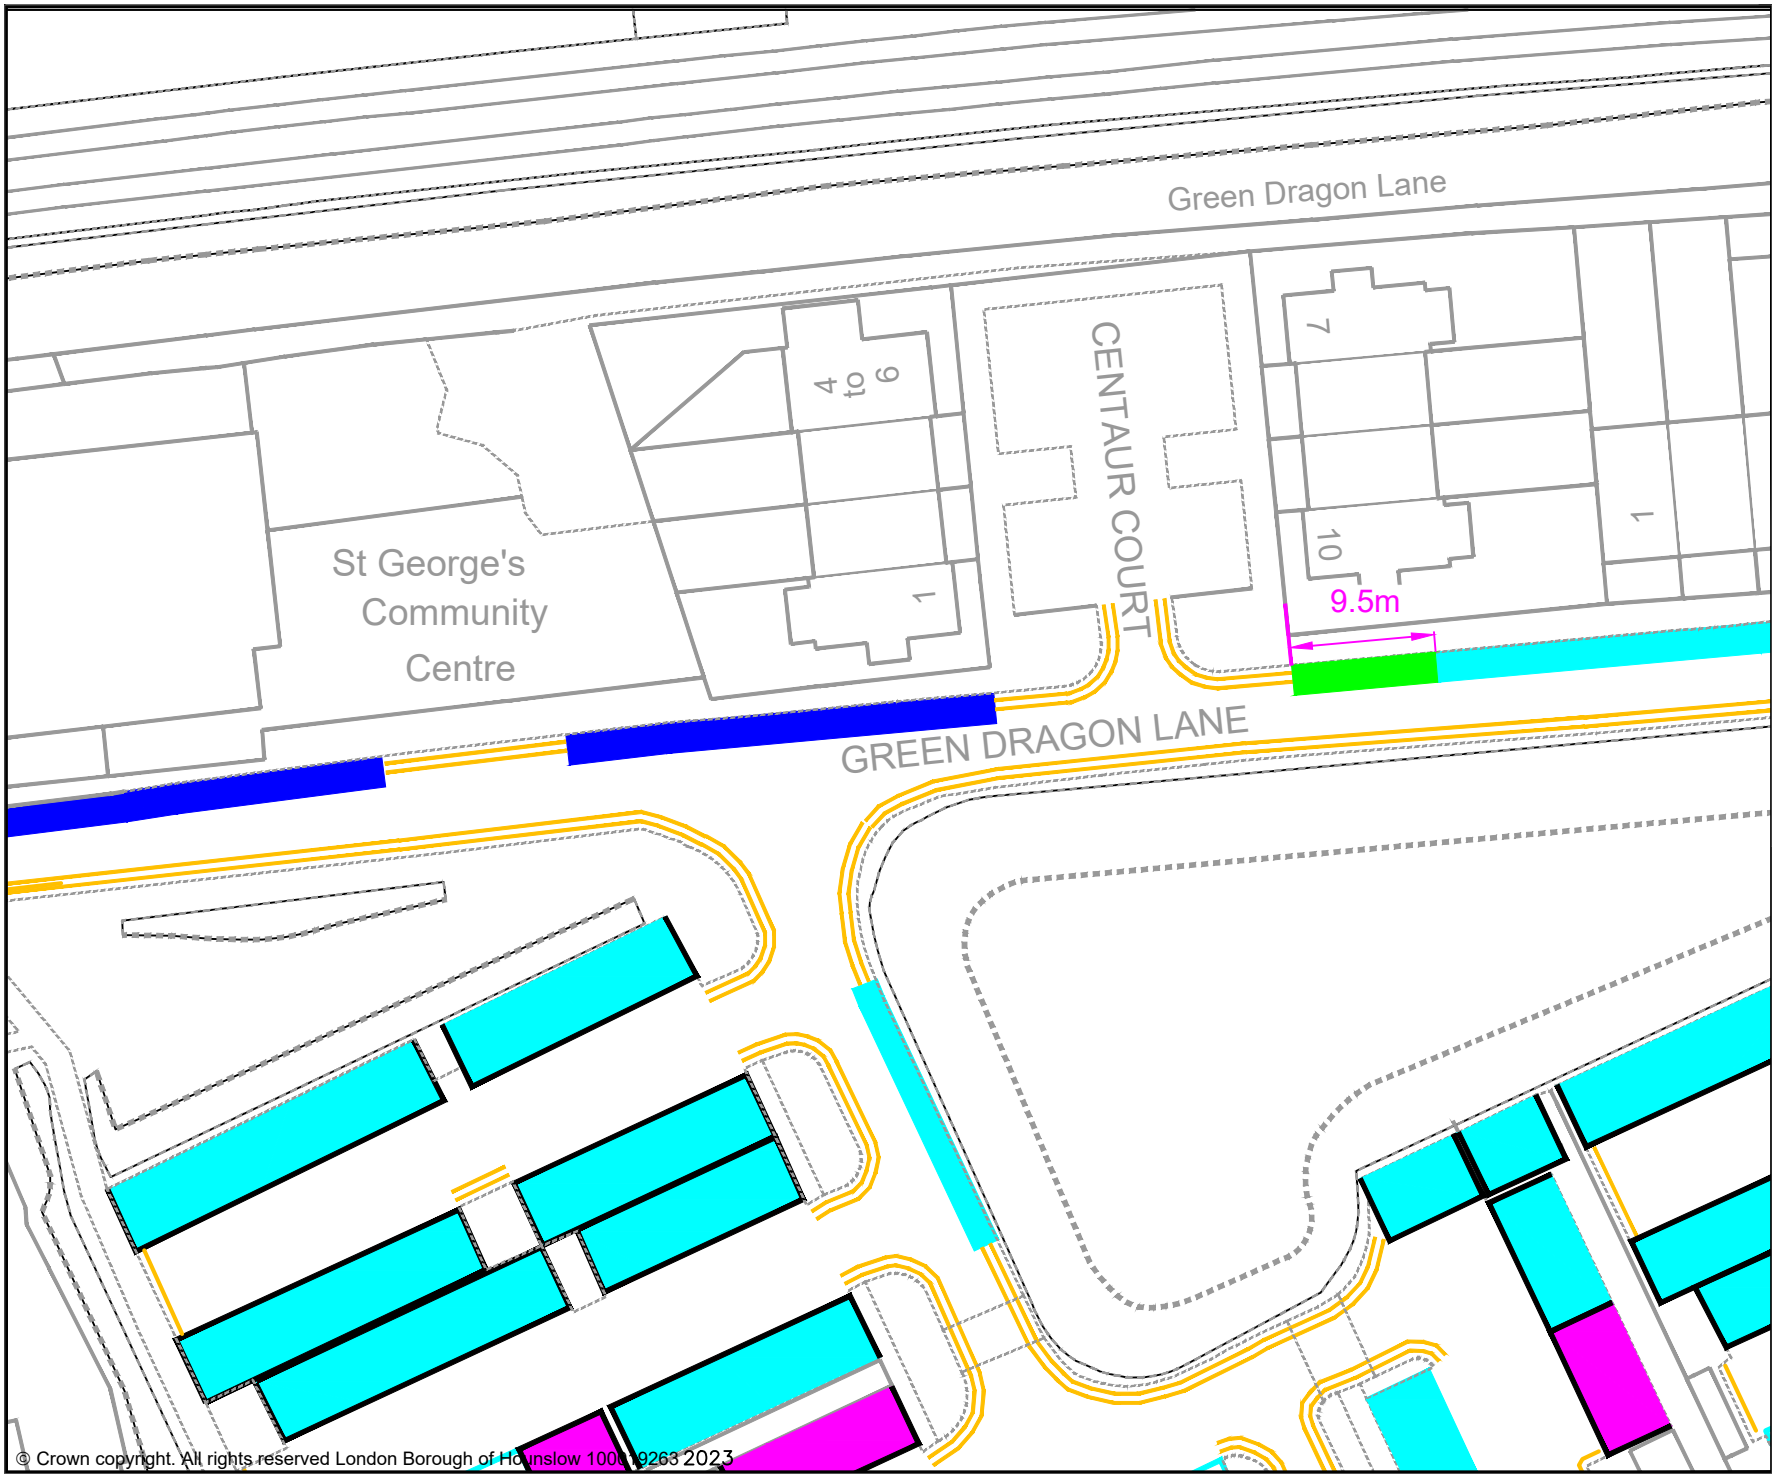 Green Dragon Lane
7
4
to
6
CENTAUR COURT
1
10
St George's
Community
Centre
1
9.5m
GREEN DRAGON LANE
© Crown copyright. All rights reserved London Borough of Hounslow 100019263 2023